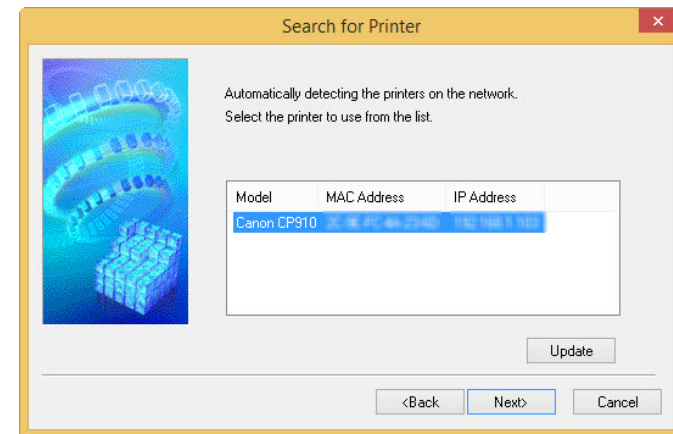 Search for Printer
Automatically detecting the printers on the network.
Select the printer to use from the list.
Model MAC Address IP Address
Canon CP910
Update
<Back Next> Cancel